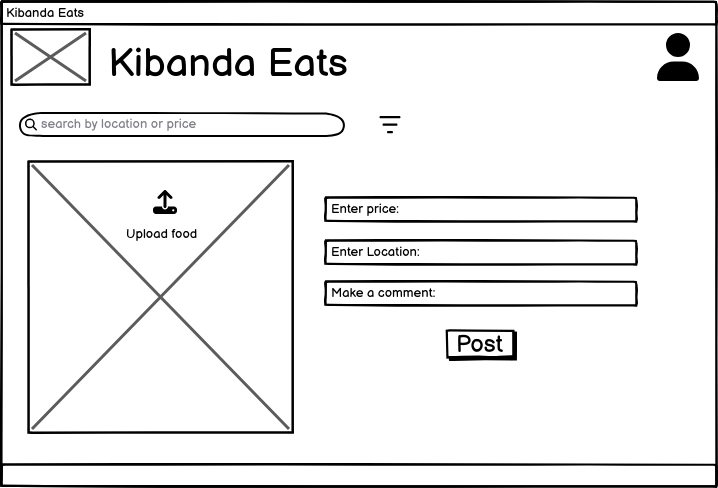 Kibanda Eats
Kibanda Eats
search by location or price
Upload food
Enter price:
Enter Location:
Make a comment:
Post